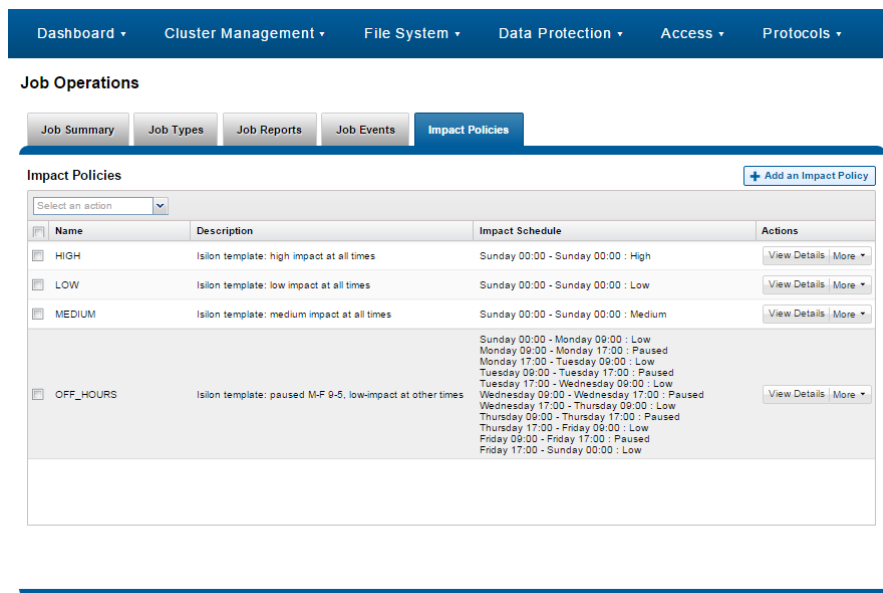 Dashboard Cluster Management File System Data Protection Access Protocols
Job Operations
Job Summary Job Types Job Reports Job Events Impact Policies
Impact Policies + Add an Impact Policy
Select an action
Name Description Impact Schedule Actions
HIGH Isilon template: high impact at all times Sunday 00:00 - Sunday 00:00 : High View Details More
LOW Isilon template: low impact at all times Sunday 00:00 - Sunday 00:00 : Low View Details More
MEDIUM Isilon template: medium impact at all times Sunday 00:00 - Sunday 00:00 : Medium View Details More
Sunday 00:00 - Monday 09:00 : Low
Monday 09:00 - Monday 17:00 : Paused
Monday 17:00 - Tuesday 09:00 : Low
Tuesday 09:00 - Tuesday 17:00 : Paused
Tuesday 17:00 - Wednesday 09:00 : Low
OFF_HOURS Isilon template: paused M-F 9-5, low-impact at other times Wednesday 09:00 - Wednesday 17:00 : Paused View Details More
Wednesday 17:00 - Thursday 09:00 : Low
Thursday 09:00 - Thursday 17:00 : Paused
Thursday 17:00 - Friday 09:00 : Low
Friday 09:00 - Friday 17:00 : Paused
Friday 17:00 - Sunday 00:00 : Low